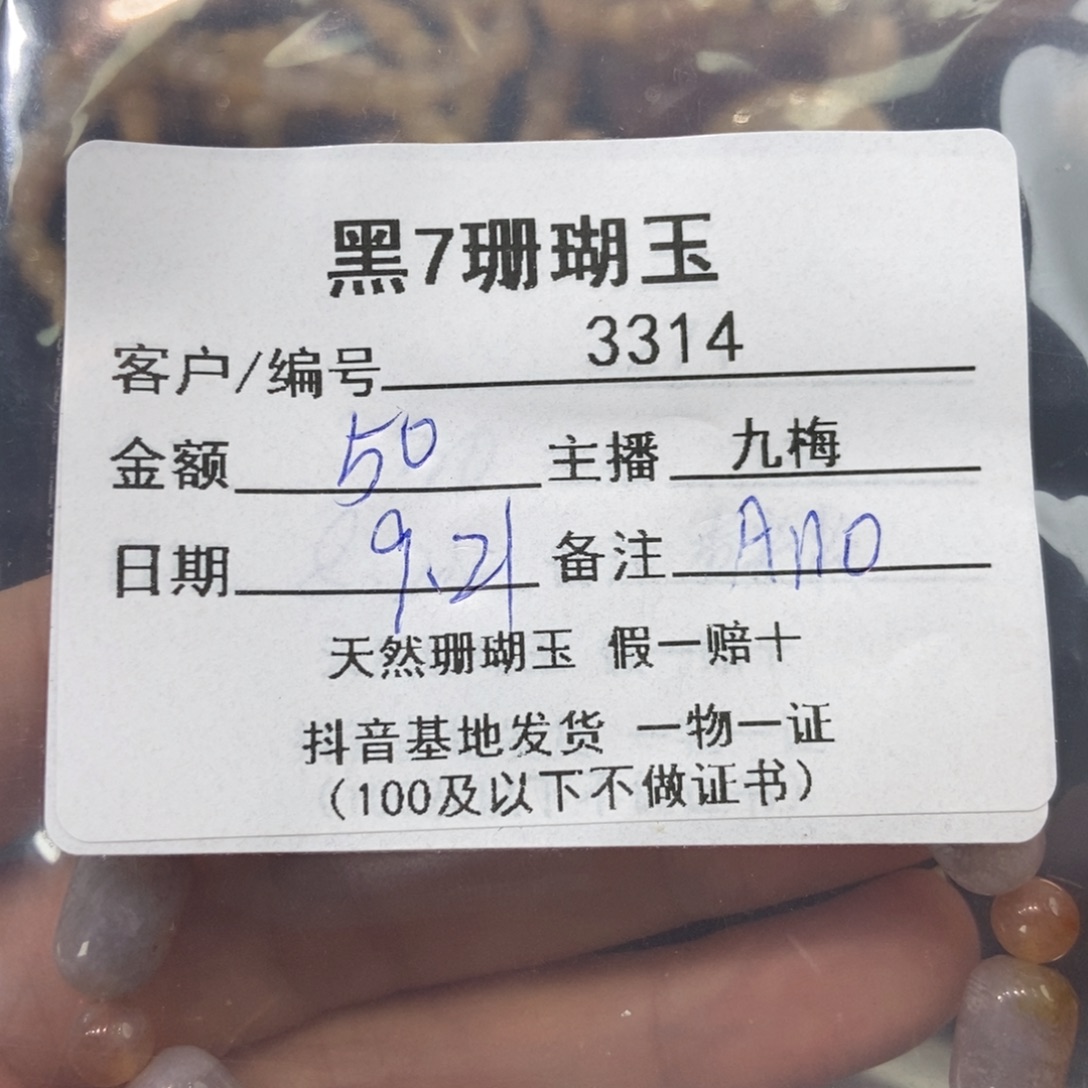 黑7珊瑚玉
客户/编号 3314
金额 50 主播 九梅
日期 9.21 备注 A110
天然珊瑚玉 假一赔十
抖音基地发货 一物一证
(100及以下不做证书)